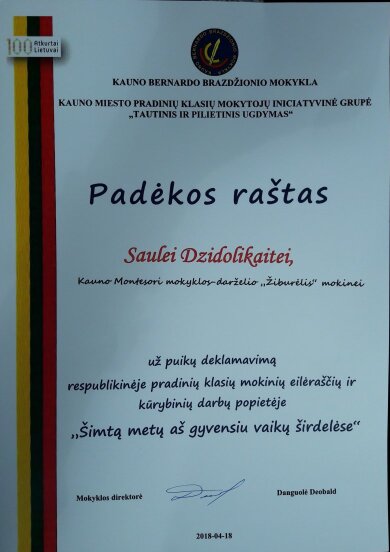 100 Atkurtai
Lietuvai
KAUNO BERNARDO BRAZDŽIONIO MOKYKLA
KAUNO MIESTO PRADINIŲ KLASIŲ MOKYTOJŲ INICIATYVINĖ GRUPĖ
„TAUTINIS IR PILIETINIS UGDYMAS“
Padėkos raštas
Saulei Dzidolikaitei,
Kauno Montesori mokyklos-darželio „Žiburėlis“ mokinei
už puikų deklamavimą
respublikinėje pradinių klasių mokinių eilėraščių ir
kūrybinių darbų popietėje
„Šimtą metų aš gyvensiu vaikų širdelėse“
Mokyklos direktorė
Danguolė Deobald
2018-04-18